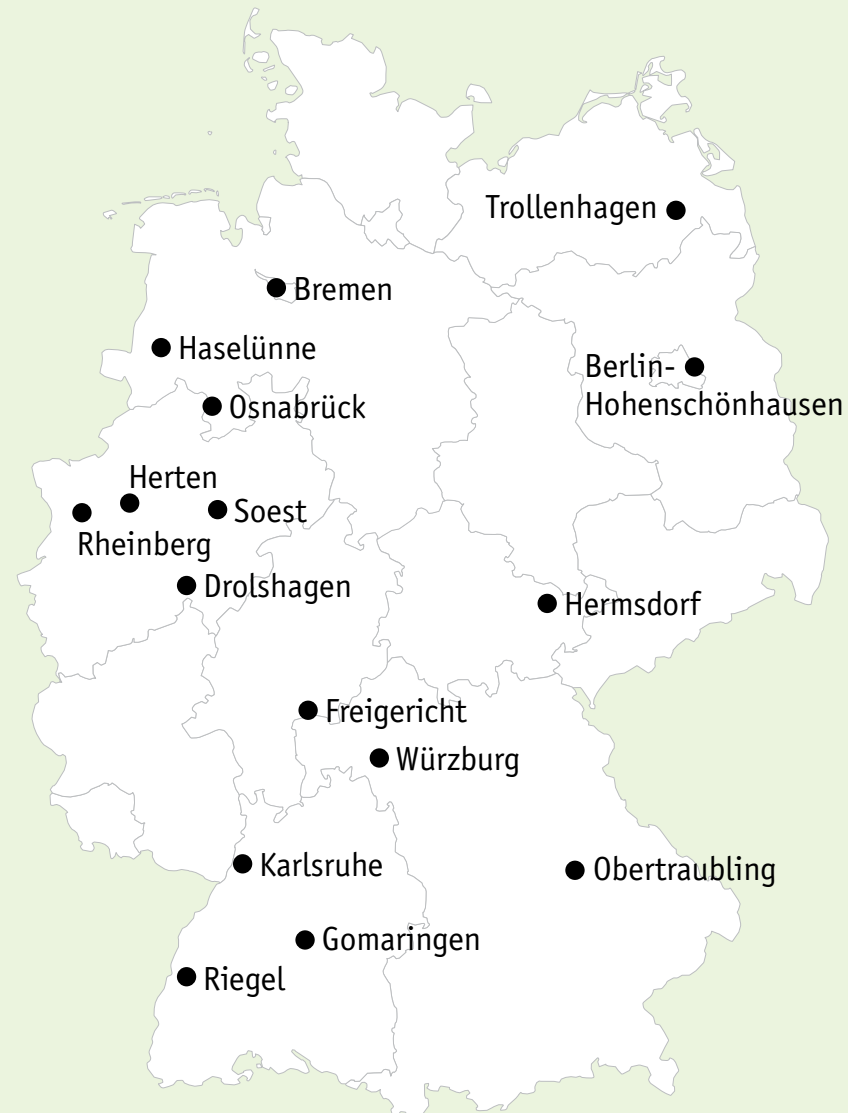 Trollenhagen
Bremen
Haselünne
Berlin-
Hohenschönhausen
Osnabrück
Herten
Soest
Rheinberg
Drolshagen
Hermsdorf
Freigericht
Würzburg
Karlsruhe
Obertraubling
Gomaringen
Riegel